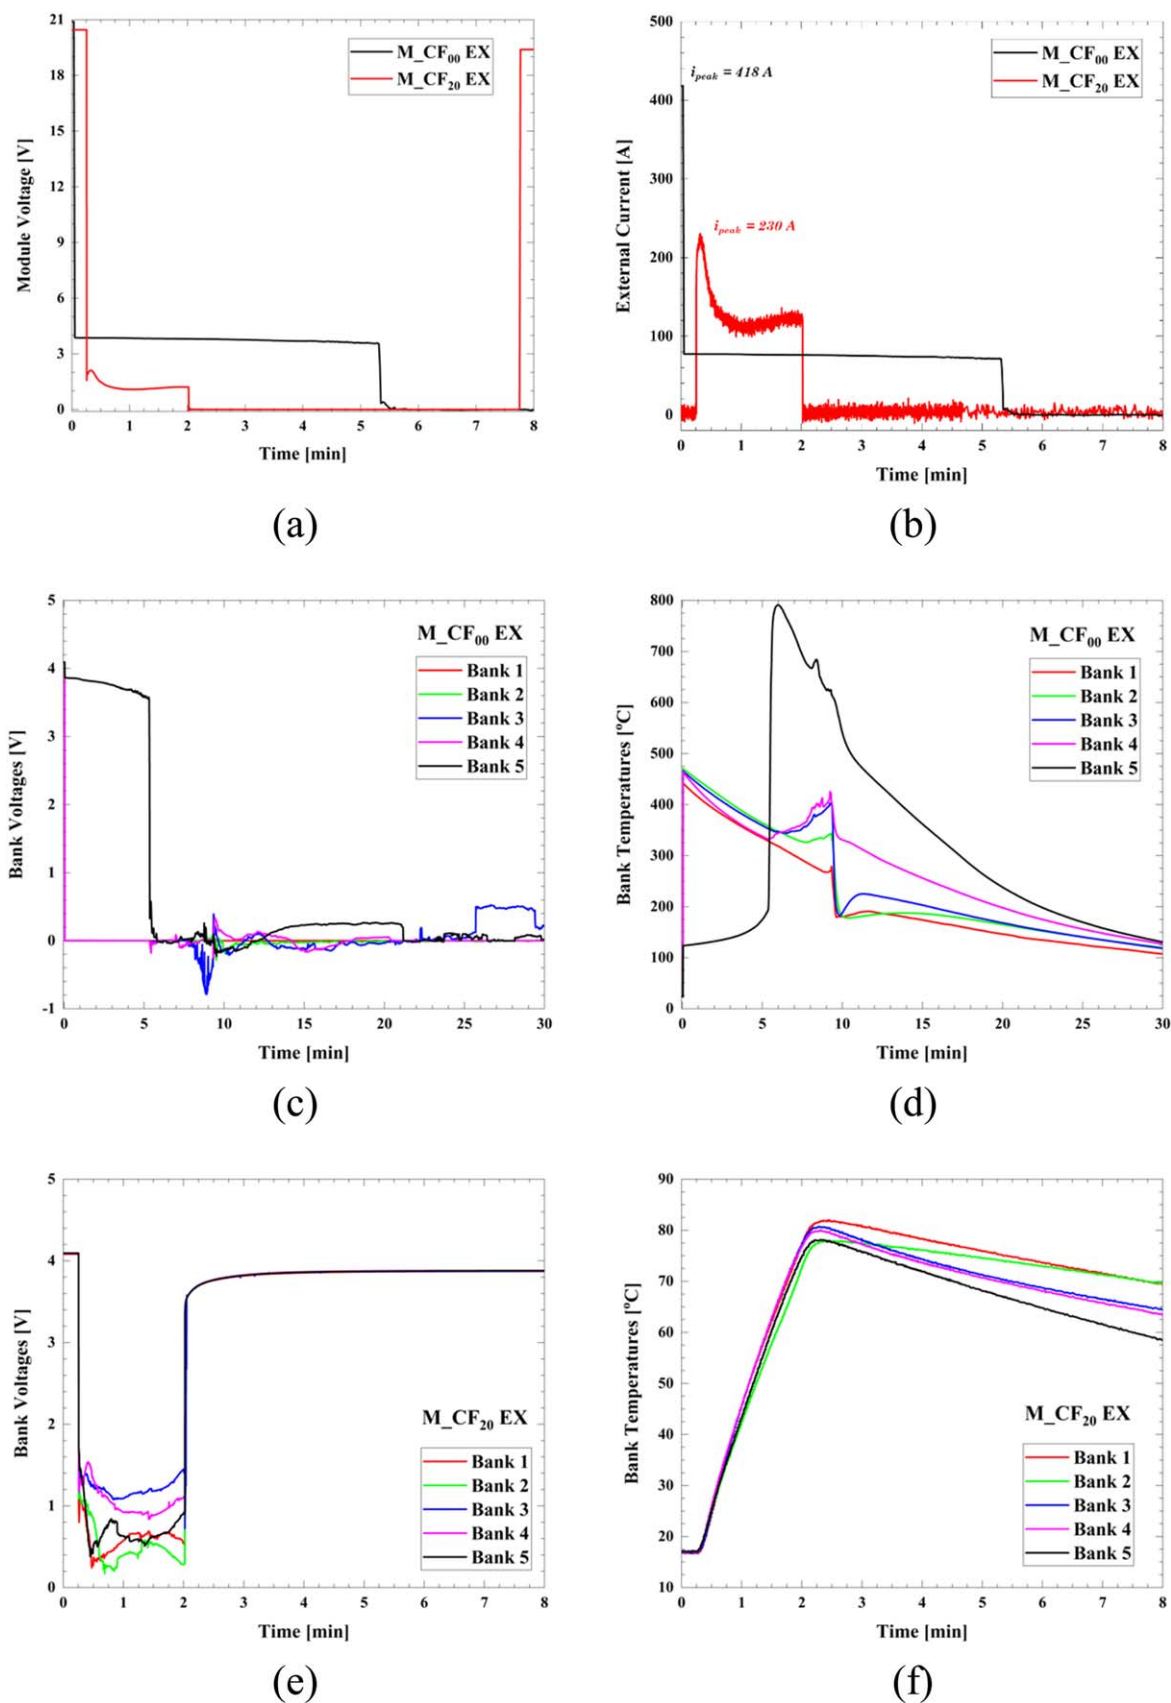 21
18
15
12
9
6
3
0
Module Voltage [V]
M_CF00 EX
M_CF20 EX
0 1 2 3 4 5 6 7 8
Time [min]
(a)
500
400
300
200
100
0
External Current [A]
M_CF00 EX
M_CF20 EX
ipeak = 418 A
ipeak = 230 A
0 1 2 3 4 5 6 7 8
Time [min]
(b)
5
4
3
2
1
0
-1
Bank Voltages [V]
M_CF00 EX
Bank 1
Bank 2
Bank 3
Bank 4
Bank 5
0 5 10 15 20 25 30
Time [min]
(c)
800
700
600
500
400
300
200
100
0
Bank Temperatures [ºC]
M_CF00 EX
Bank 1
Bank 2
Bank 3
Bank 4
Bank 5
0 5 10 15 20 25 30
Time [min]
(d)
5
4
3
2
1
0
Bank Voltages [V]
M_CF20 EX
Bank 1
Bank 2
Bank 3
Bank 4
Bank 5
0 1 2 3 4 5 6 7 8
Time [min]
(e)
90
80
70
60
50
40
30
20
10
Bank Temperatures [ºC]
M_CF20 EX
Bank 1
Bank 2
Bank 3
Bank 4
Bank 5
0 1 2 3 4 5 6 7 8
Time [min]
(f)